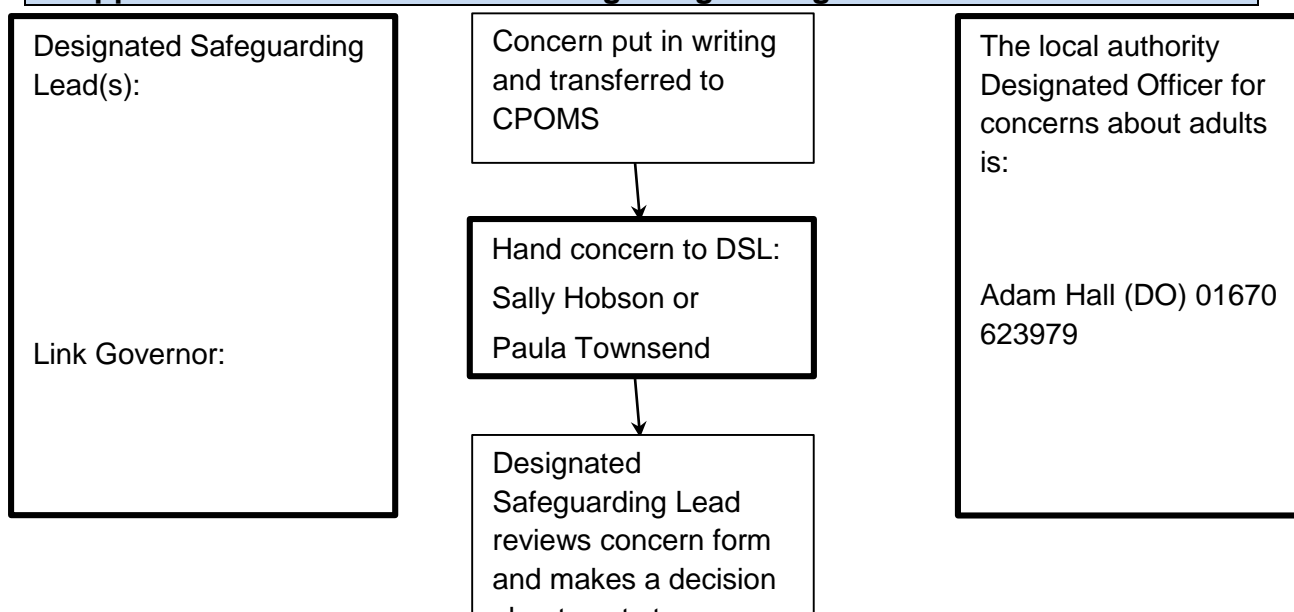 Designated Safeguarding
Lead(s):
Link Governor:
Concern put in writing
and transferred to
CPOMS
Hand concern to DSL:
Sally Hobson or
Paula Townsend
Designated
Safeguarding Lead
reviews concern form
and makes a decision
The local authority
Designated Officer for
concerns about adults
is:
Adam Hall (DO) 01670
623979